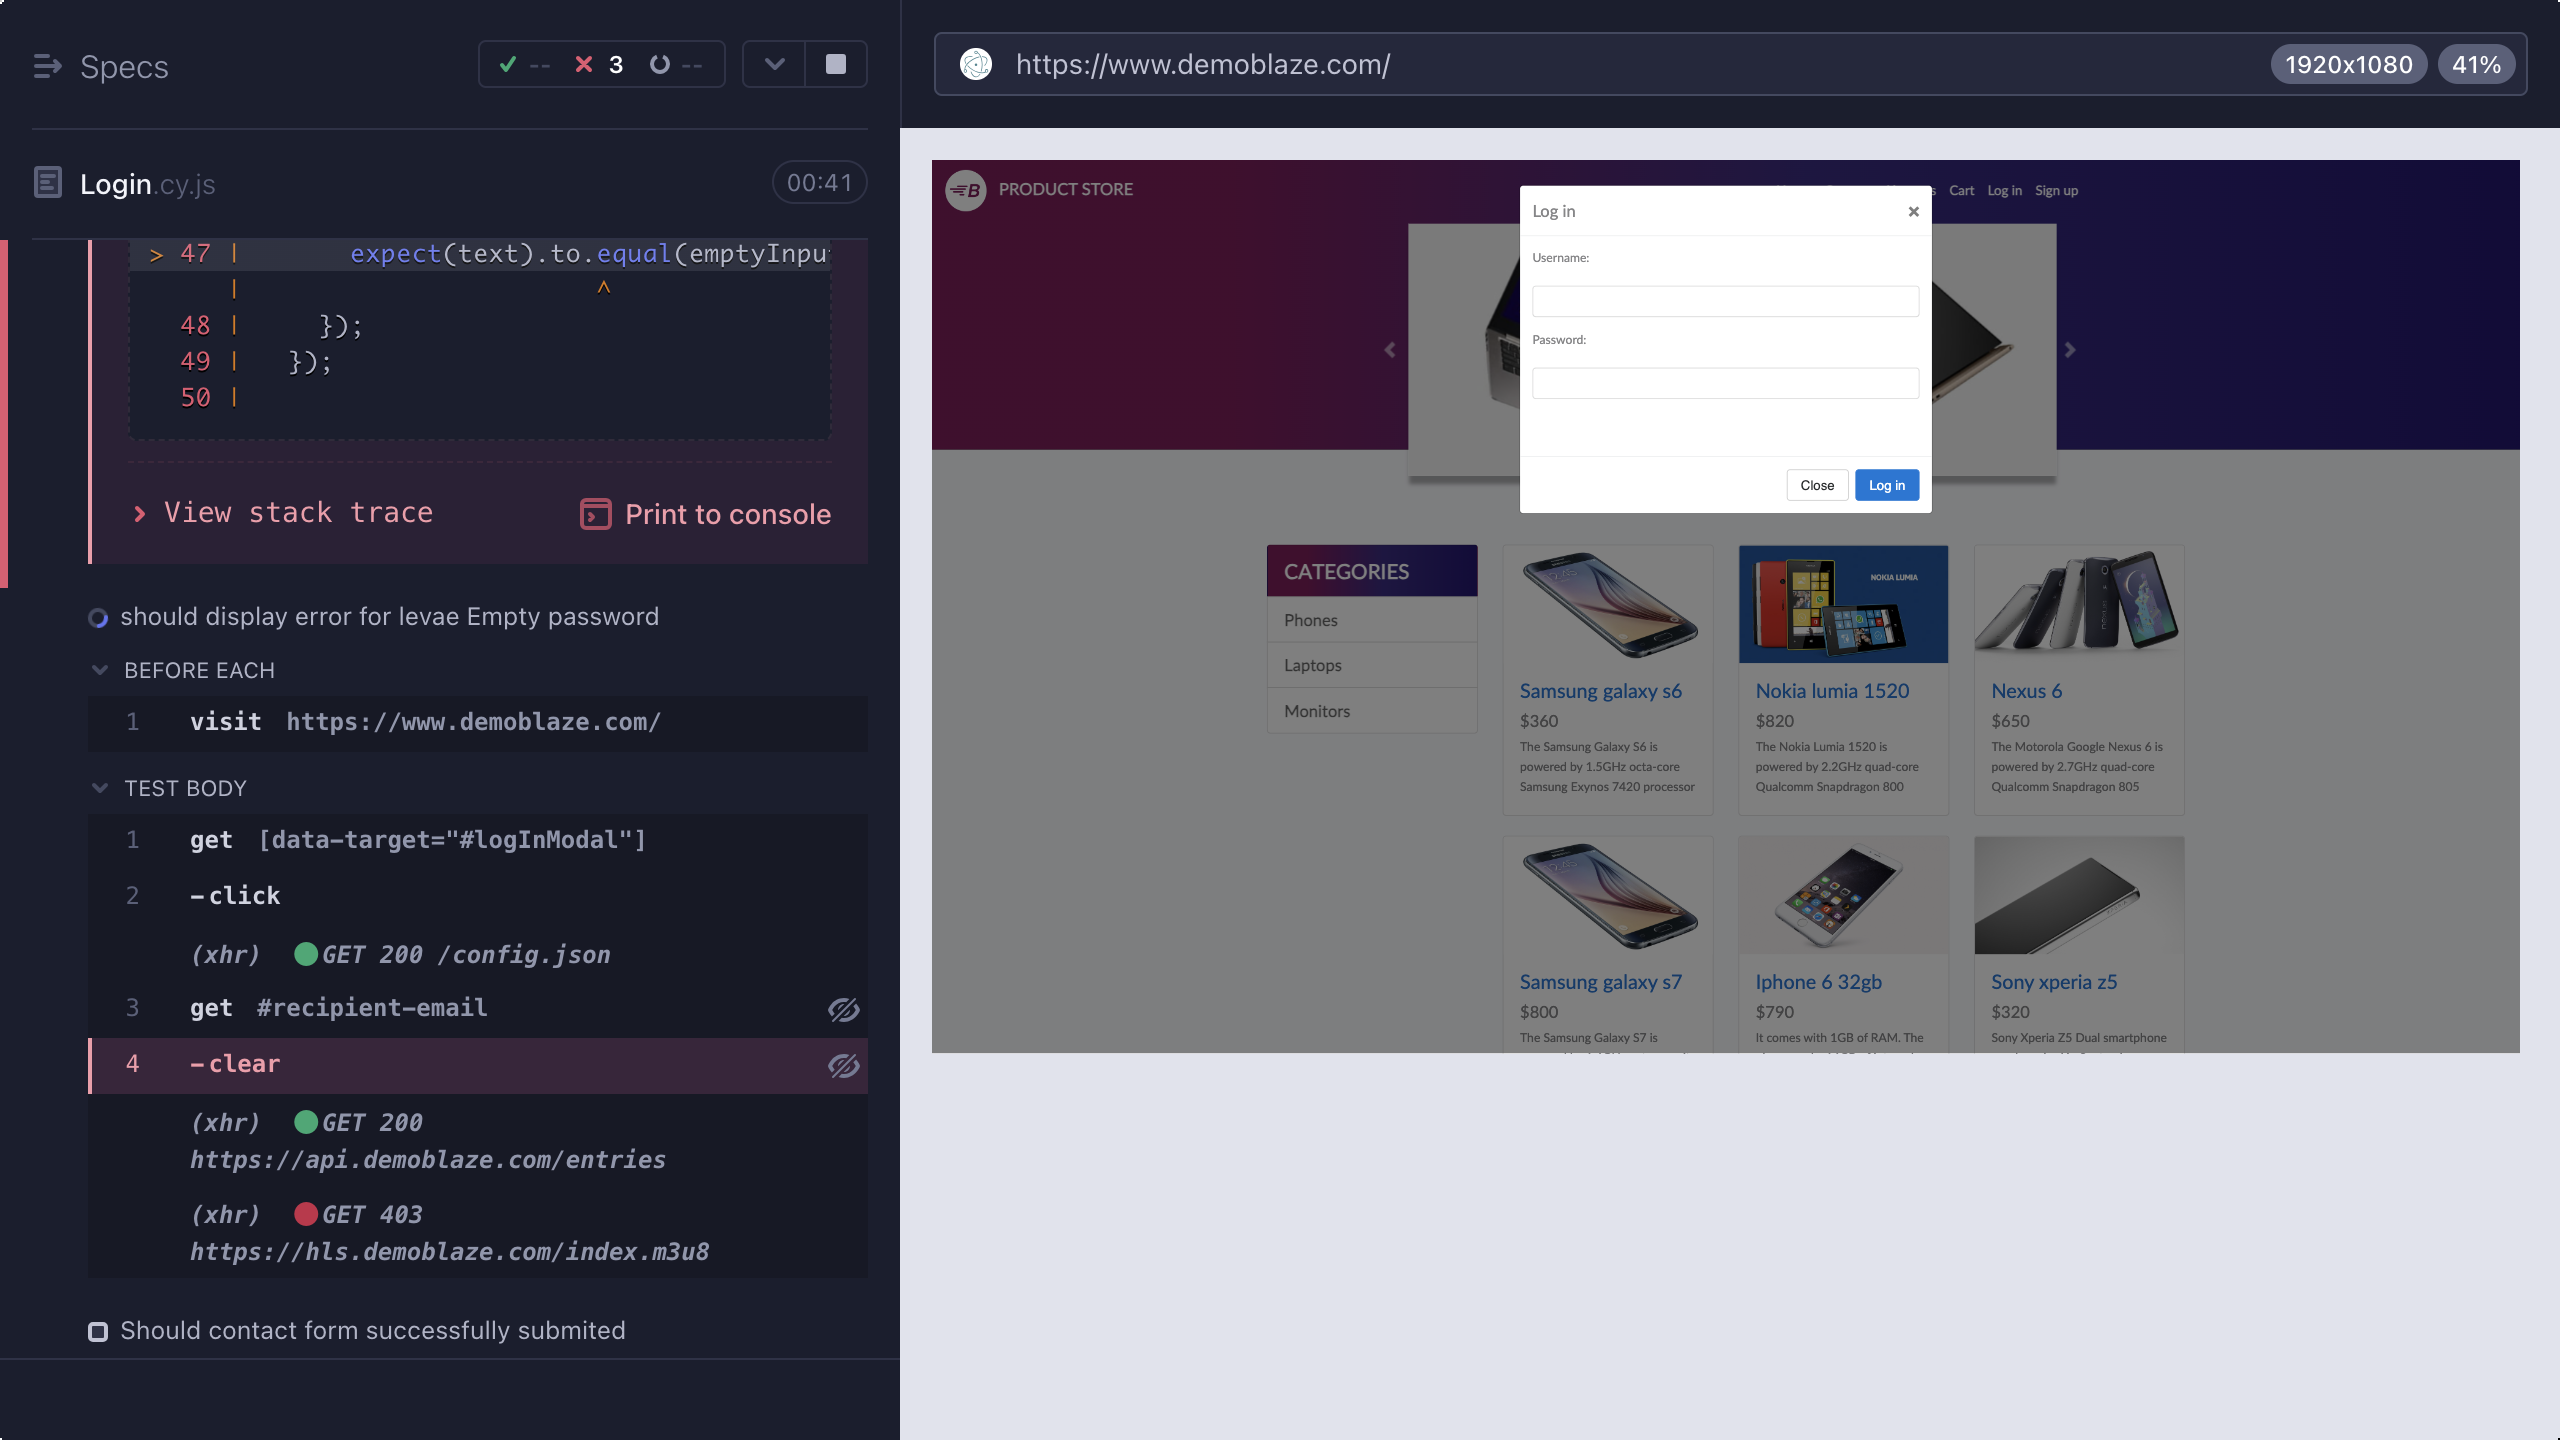 Specs
-- 3 --
Login.cy.js
00:41
> 47 | expect(text).to.equal(emptyInpu
| ^
48 | });
49 | });
50 |
View stack trace
Print to console
should display error for levae Empty password
BEFORE EACH
1 visit https://www.demoblaze.com/
TEST BODY
1 get [data-target="#logInModal"]
2 -click
(xhr) GET 200 /config.json
3 get #recipient-email
4 -clear
(xhr) GET 200
https://api.demoblaze.com/entries
(xhr) GET 403
https://hls.demoblaze.com/index.m3u8
Should contact form successfully submited
https://www.demoblaze.com/
1920x1080
41%
PRODUCT STORE
Cart Log in Sign up
Log in
×
Username:
Password:
Close
Log in
CATEGORIES
Phones
Laptops
Monitors
NOKIA LUMIA
Samsung galaxy s6
$360
The Samsung Galaxy S6 is
powered by 1.5GHz octa-core
Samsung Exynos 7420 processor
Nokia lumia 1520
$820
The Nokia Lumia 1520 is
powered by 2.2GHz quad-core
Qualcomm Snapdragon 800
Nexus 6
$650
The Motorola Google Nexus 6 is
powered by 2.7GHz quad-core
Qualcomm Snapdragon 805
Samsung galaxy s7
$800
The Samsung Galaxy S7 is
Iphone 6 32gb
$790
It comes with 1GB of RAM. The
Sony xperia z5
$320
Sony Xperia Z5 Dual smartphone